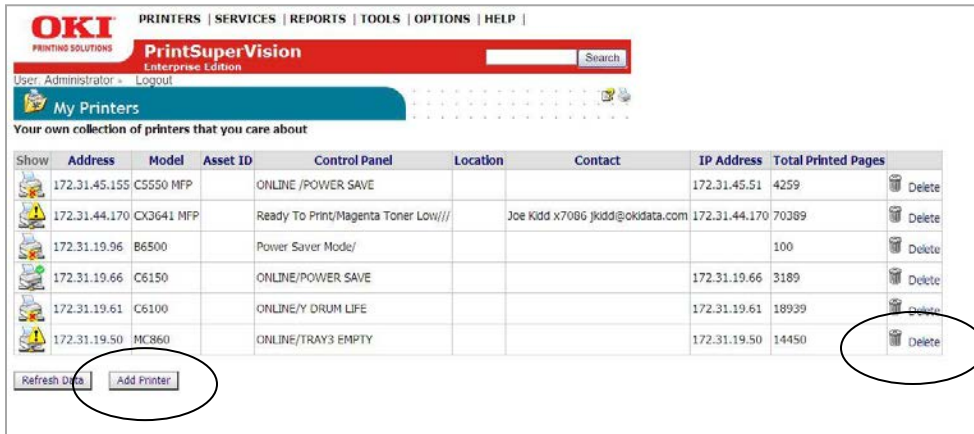 OKI
PRINTING SOLUTIONS
PRINTERS | SERVICES | REPORTS | TOOLS | OPTIONS | HELP |
PrintSuperVision
Enterprise Edition
Search
User: Administrator - Logout
My Printers
Your own collection of printers that you care about
Show Address Model Asset ID Control Panel Location Contact IP Address Total Printed Pages
172.31.45.155 C5550 MFP ONLINE /POWER SAVE 172.31.45.51 4259 Delete
172.31.44.170 CX3641 MFP Ready To Print/Magenta Toner Low/// Joe Kidd x7086 jkidd@okidata.com 172.31.44.170 70389 Delete
172.31.19.96 B6500 Power Saver Mode/ 100 Delete
172.31.19.66 C6150 ONLINE/POWER SAVE 172.31.19.66 3189 Delete
172.31.19.61 C6100 ONLINE/Y DRUM LIFE 172.31.19.61 18939 Delete
172.31.19.50 MC860 ONLINE/TRAY3 EMPTY 172.31.19.50 14450 Delete
Refresh Data Add Printer